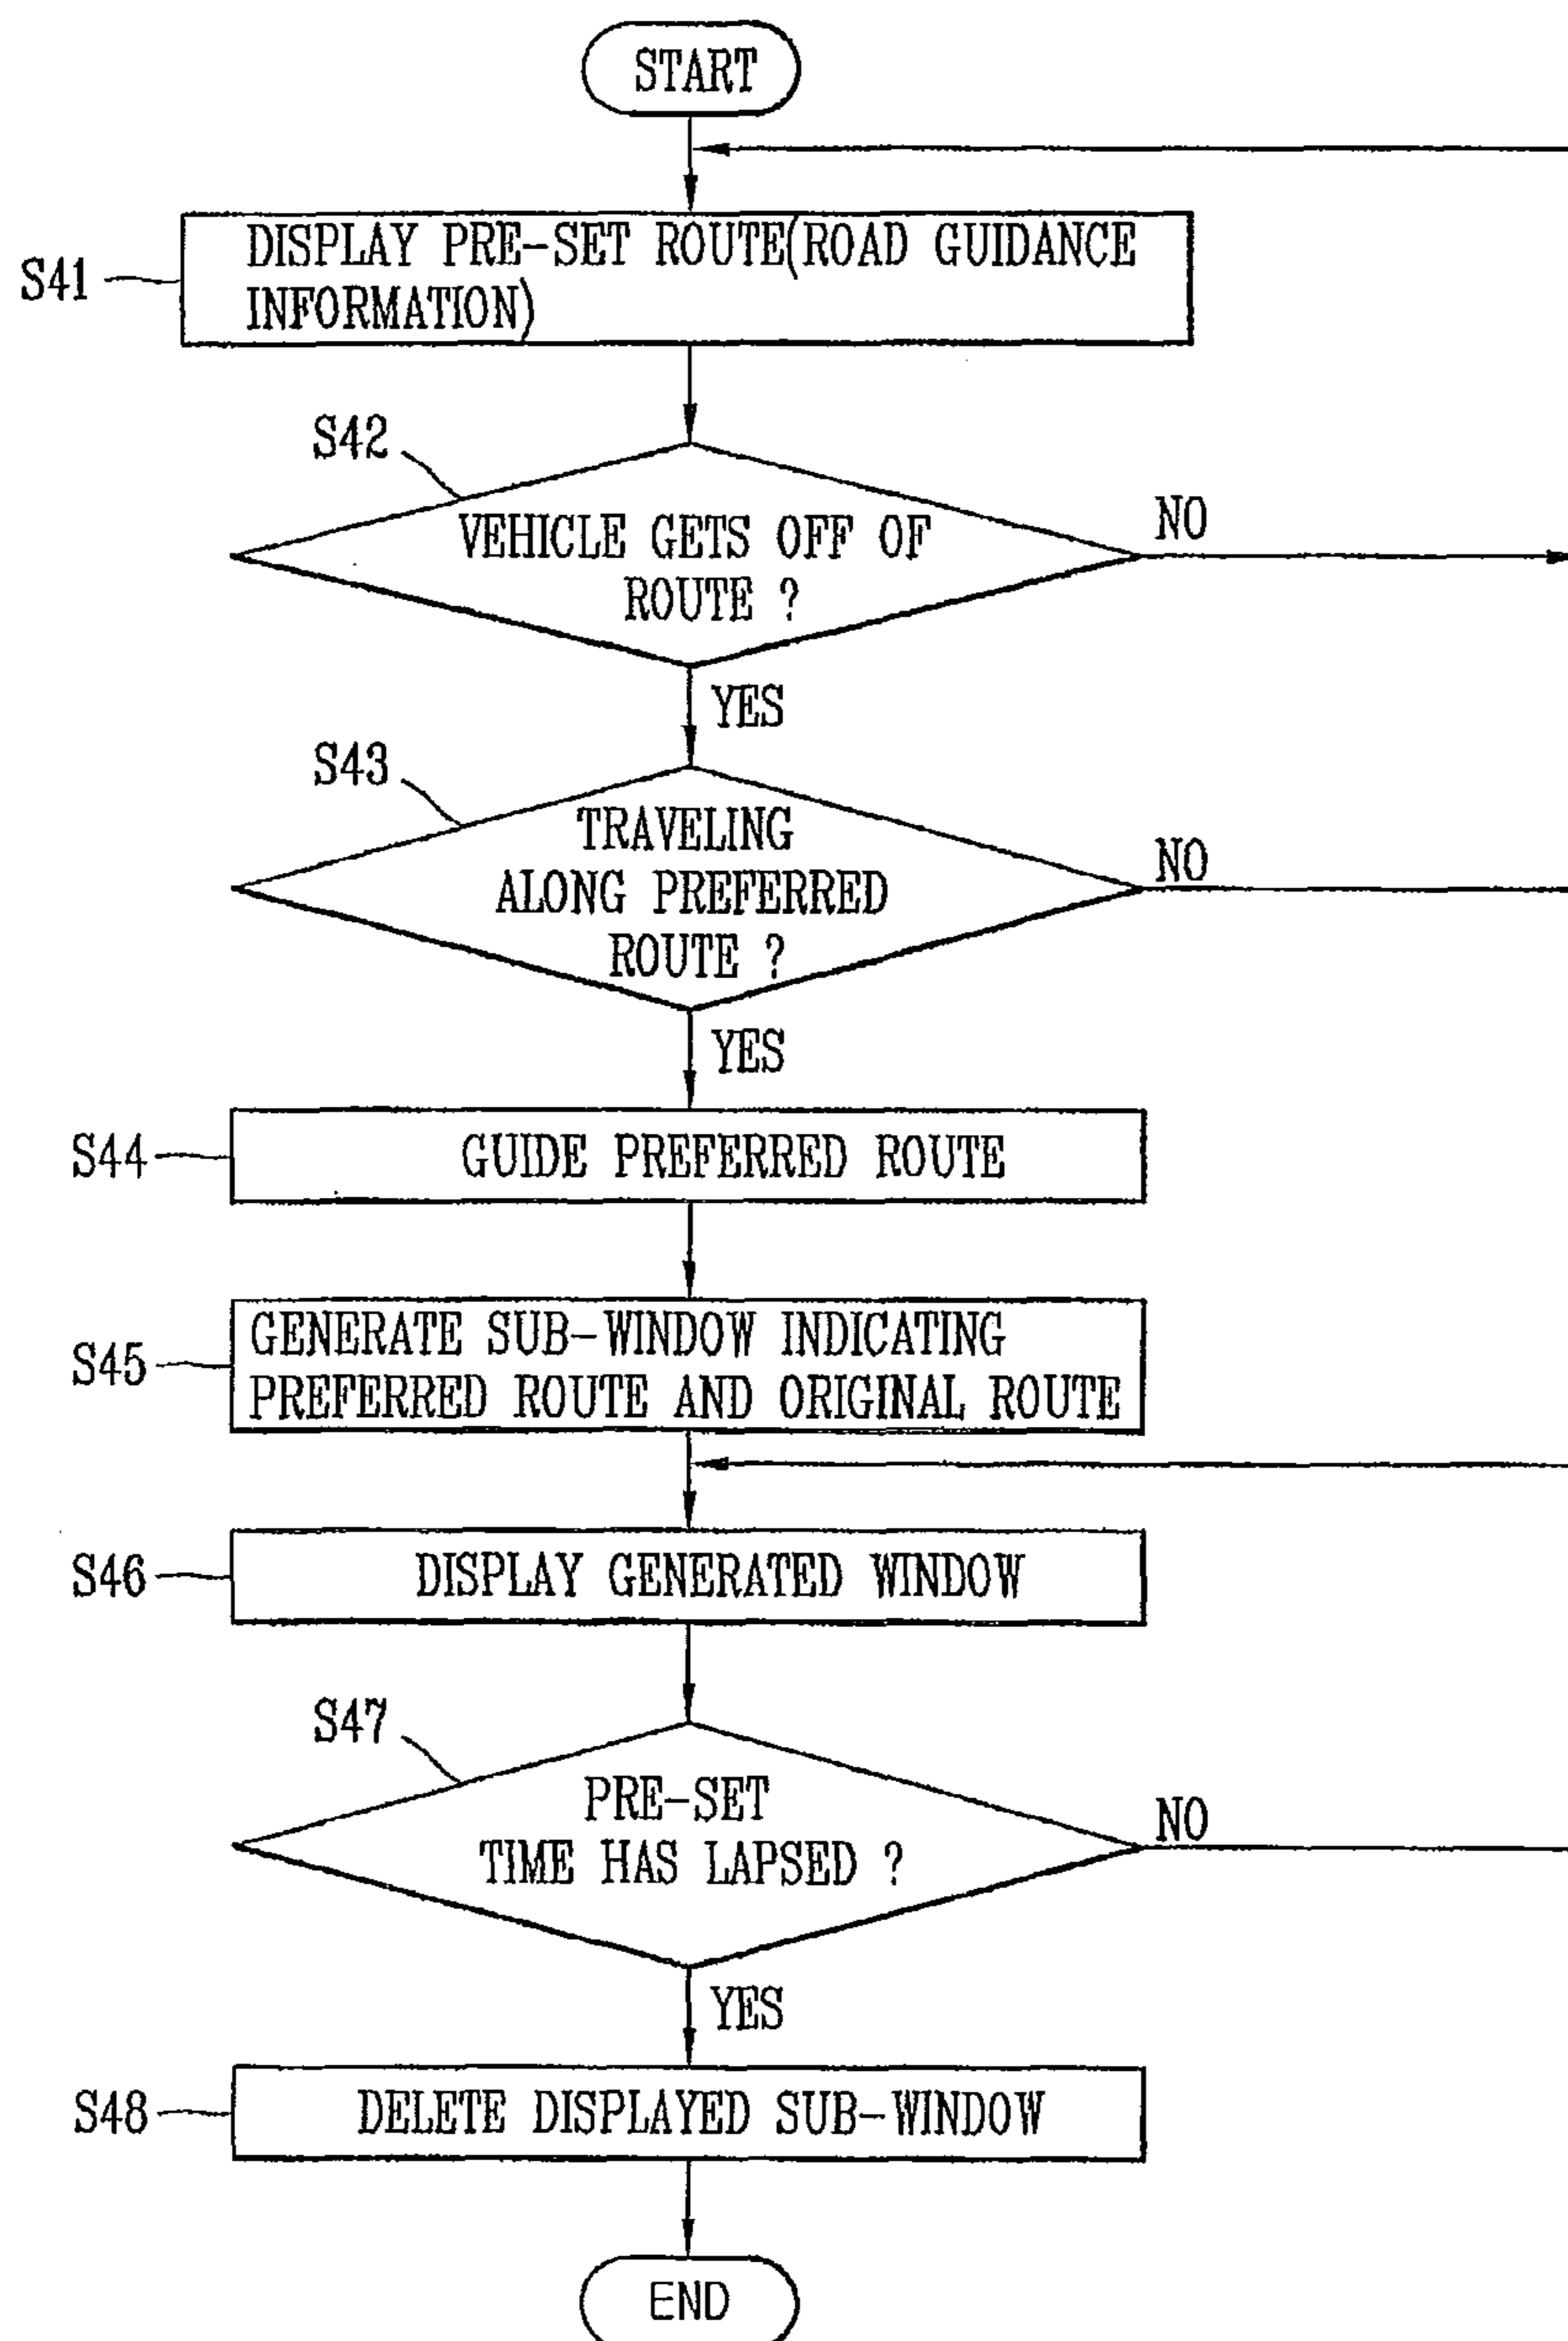 START
S41
DISPLAY PRE-SET ROUTE(ROAD GUIDANCE
INFORMATION)
S42
VEHICLE GETS OFF OF
ROUTE ?
NO
YES
S43
TRAVELING
ALONG PREFERRED
ROUTE ?
NO
YES
S44
GUIDE PREFERRED ROUTE
S45
GENERATE SUB-WINDOW INDICATING
PREFERRED ROUTE AND ORIGINAL ROUTE
S46
DISPLAY GENERATED WINDOW
S47
PRE-SET
TIME HAS LAPSED ?
NO
YES
S48
DELETE DISPLAYED SUB-WINDOW
END